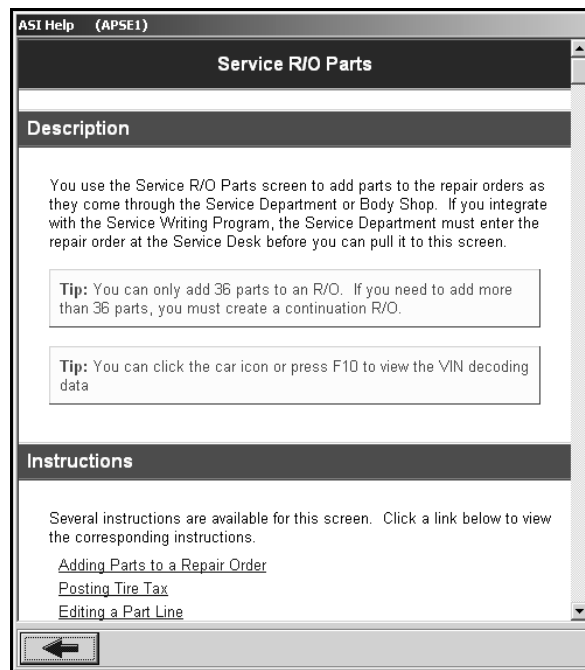 ASI Help (APSE1)
Service R/O Parts
Description
You use the Service R/O Parts screen to add parts to the repair orders as
they come through the Service Department or Body Shop. If you integrate
with the Service Writing Program, the Service Department must enter the
repair order at the Service Desk before you can pull it to this screen.
Tip: You can only add 36 parts to an R/O. If you need to add more
than 36 parts, you must create a continuation R/O.
Tip: You can click the car icon or press F10 to view the VIN decoding
data
Instructions
Several instructions are available for this screen. Click a link below to view
the corresponding instructions.
Adding Parts to a Repair Order
Posting Tire Tax
Editing a Part Line